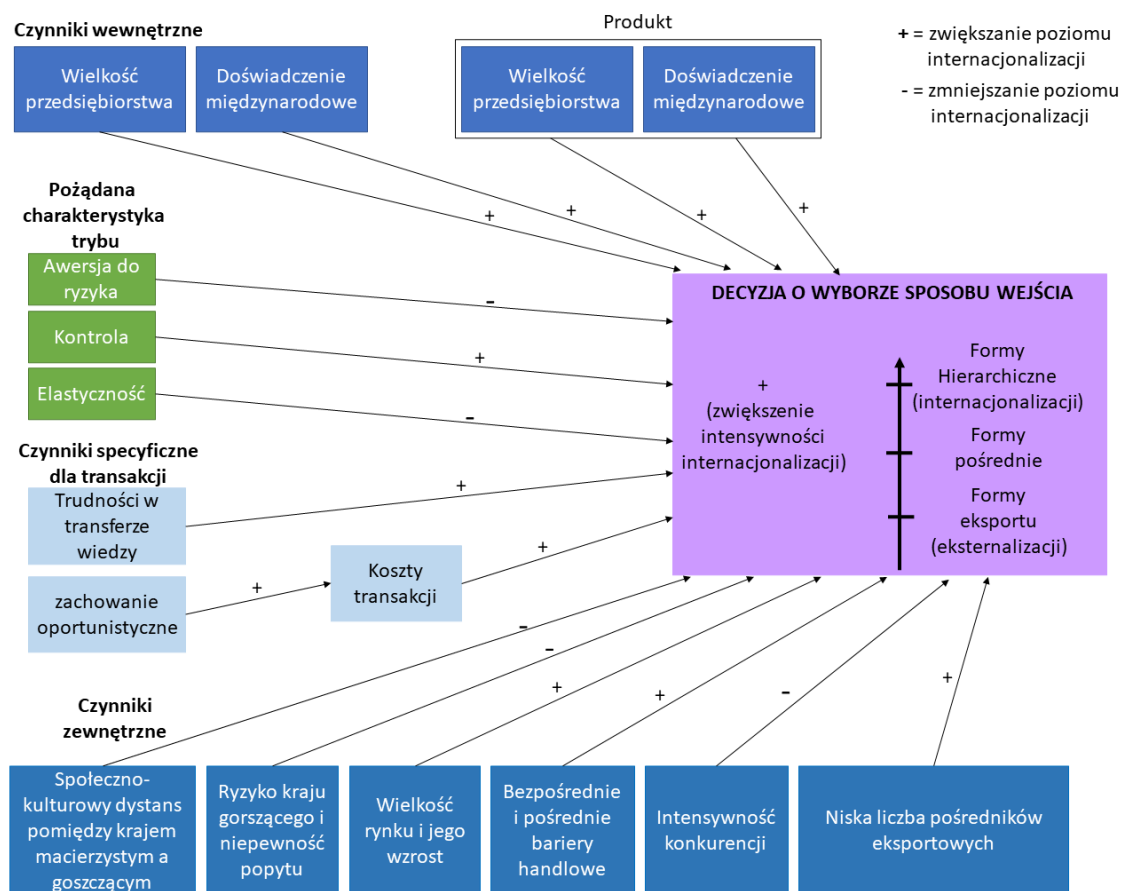 Czynniki wewnętrzne
Wielkość
przedsiębiorstwa
Doświadczenie
międzynarodowe
Produkt
Wielkość
przedsiębiorstwa
Doświadczenie
międzynarodowe
+ = zwiększanie poziomu
internacjonalizacji
- = zmniejszanie poziomu
internacjonalizacji
+
+
+
+
Pożądana
charakterystyka
trybu
Awersja do
ryzyka
Kontrola
Elastyczność
-
+
-
DECYZJA O WYBORZE SPOSOBU WEJŚCIA
+
(zwiększenie
intensywności
internacjonalizacji)
Formy
Hierarchiczne
(internacjonalizacji)
Formy
pośrednie
Formy
eksportu
(eksternalizacji)
Czynniki specyficzne
dla transakcji
Trudności w
transferze
wiedzy
+
zachowanie
oportunistyczne
+
Koszty
transakcji
+
-
-
+
+
-
+
Czynniki
zewnętrzne
Społeczno-
kulturowy dystans
pomiędzy krajem
macierzystym a
goszczącym
Ryzyko kraju
gorszącego i
niepewność
popytu
Wielkość
rynku i jego
wzrost
Bezpośrednie
i pośrednie
bariery
handlowe
Intensywność
konkurencji
Niska liczba pośredników
eksportowych